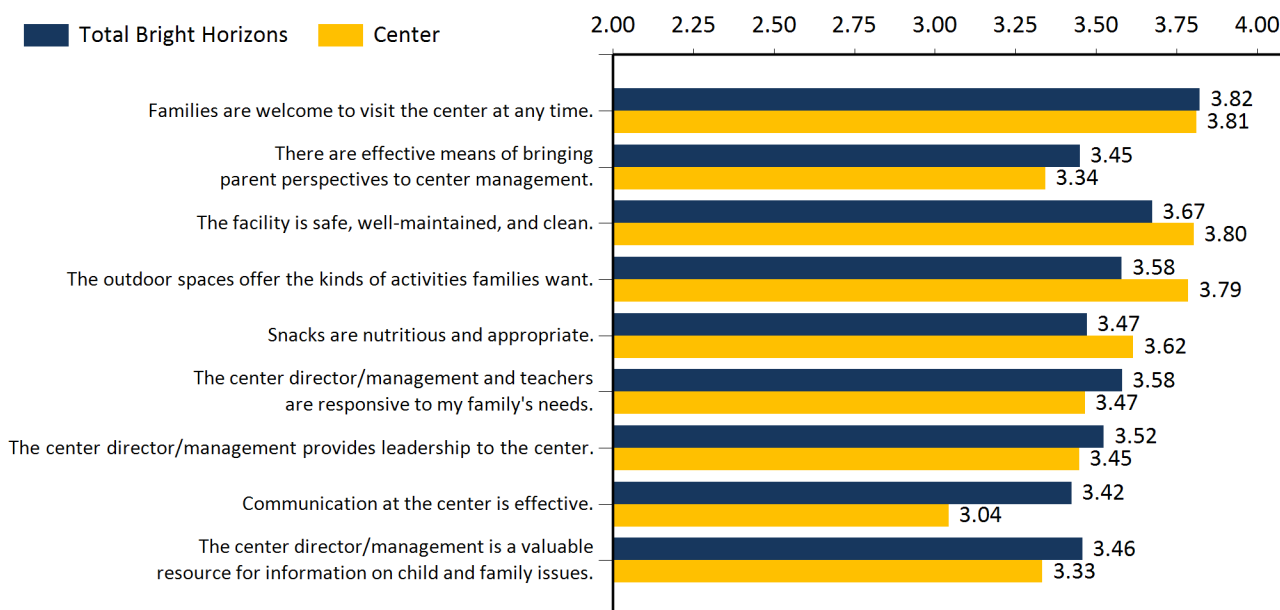 Total Bright Horizons
Center
2.00 2.25 2.50 2.75 3.00 3.25 3.50 3.75 4.00
Families are welcome to visit the center at any time.
3.82
3.81
There are effective means of bringing
parent perspectives to center management.
3.45
3.34
The facility is safe, well-maintained, and clean.
3.67
3.80
The outdoor spaces offer the kinds of activities families want.
3.58
3.79
Snacks are nutritious and appropriate.
3.47
3.62
The center director/management and teachers
are responsive to my family's needs.
3.58
3.47
The center director/management provides leadership to the center.
3.52
3.45
Communication at the center is effective.
3.42
3.04
The center director/management is a valuable
resource for information on child and family issues.
3.46
3.33